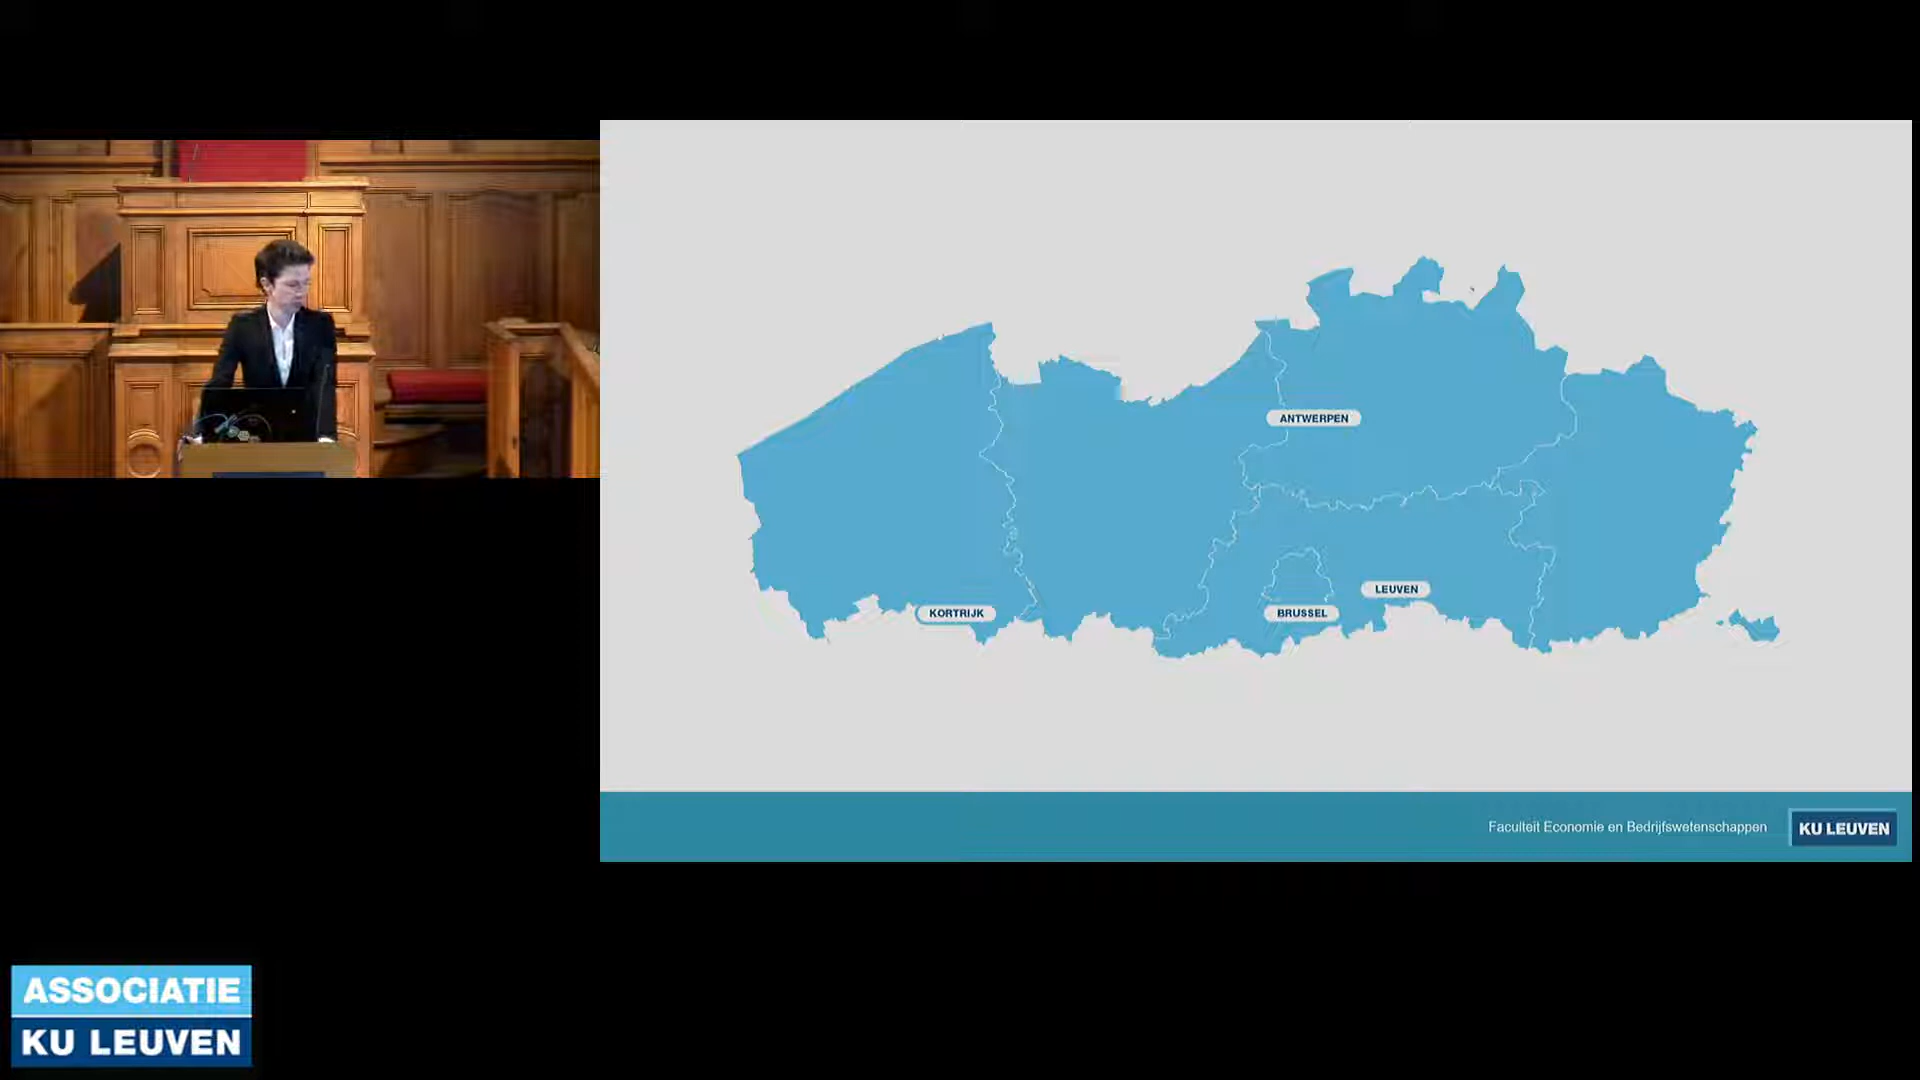 ANTWERPEN
LEUVEN
KORTRIJK
BRUSSEL
Faculteit Economie en Bedrijfswetenschappen
KU LEUVEN
ASSOCIATIE
KU LEUVEN